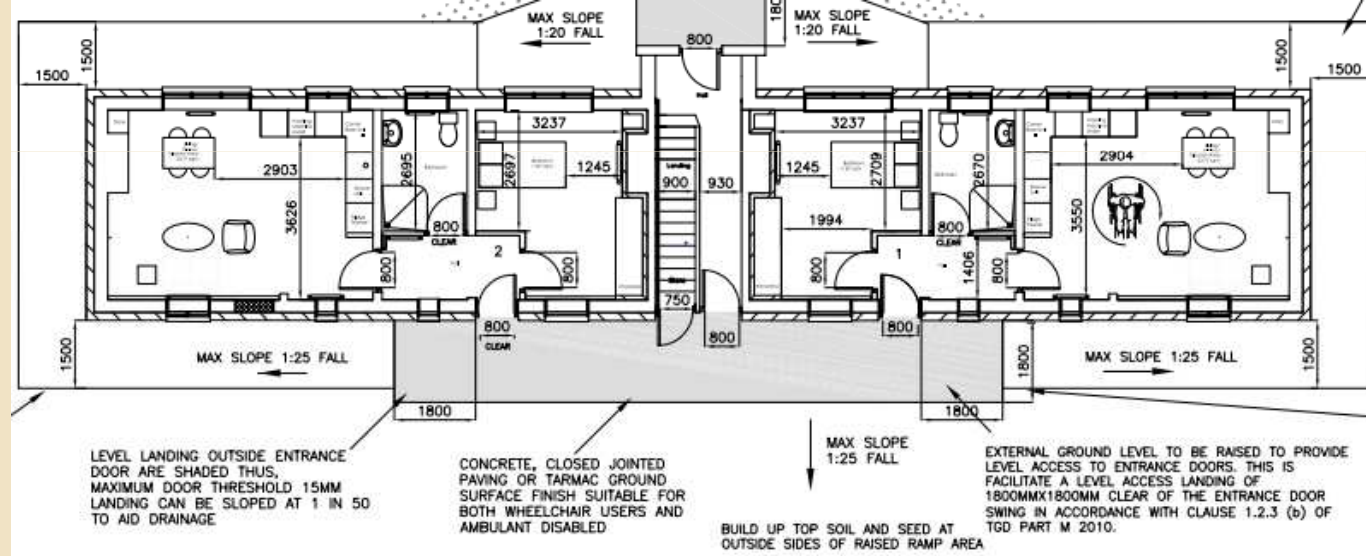 MAX SLOPE
1:20 FALL
MAX SLOPE
1:20 FALL
1500
1500
800
1500
1500
Hall
3237
3237
2903
2695
2697
1245
Landing
900
930
1245
2709
2670
2904
3626
800
CLEAR
2
800
800
1994
800
1
800
CLEAR
1406
800
3550
Store
750
800
CLEAR
800
800
1500
MAX SLOPE 1:25 FALL
MAX SLOPE 1:25 FALL
1500
1800
1800
1800
LEVEL LANDING OUTSIDE ENTRANCE
DOOR ARE SHADED THUS,
MAXIMUM DOOR THRESHOLD 15MM
LANDING CAN BE SLOPED AT 1 IN 50
TO AID DRAINAGE
CONCRETE, CLOSED JOINTED
PAVING OR TARMAC GROUND
SURFACE FINISH SUITABLE FOR
BOTH WHEELCHAIR USERS AND
AMBULANT DISABLED
MAX SLOPE
1:25 FALL
BUILD UP TOP SOIL AND SEED AT
OUTSIDE SIDES OF RAISED RAMP AREA
EXTERNAL GROUND LEVEL TO BE RAISED TO PROVIDE
LEVEL ACCESS TO ENTRANCE DOORS. THIS IS
FACILITATE A LEVEL ACCESS LANDING OF
1800MMX1800MM CLEAR OF THE ENTRANCE DOOR
SWING IN ACCORDANCE WITH CLAUSE 1.2.3 (b) OF
TGD PART M 2010.